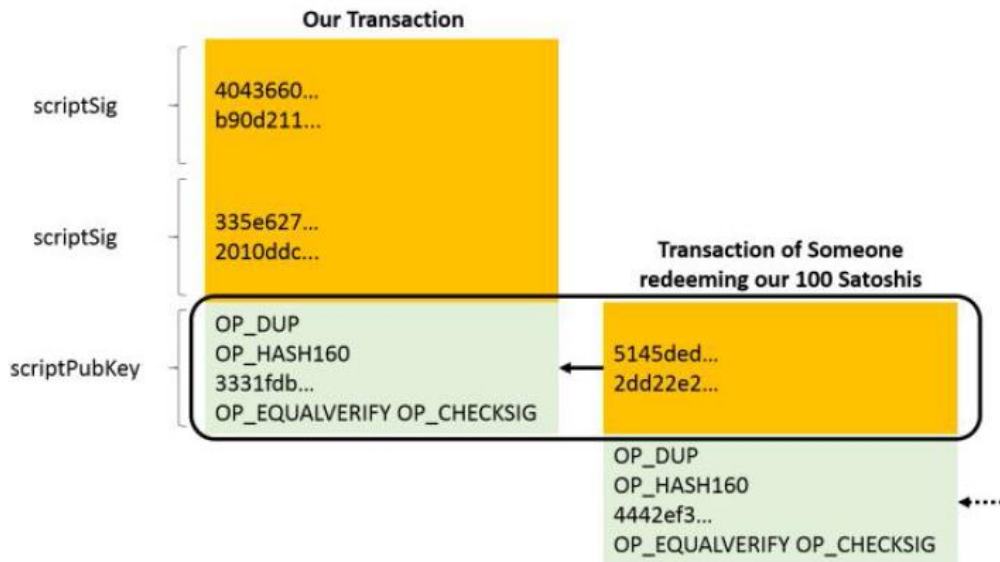 Our Transaction
scriptSig
4043660...
b90d211...
scriptSig
335e627...
2010ddc...
Transaction of Someone
redeeming our 100 Satoshis
scriptPubKey
OP_DUP
OP_HASH160
3331fdb...
OP_EQUALVERIFY OP_CHECKSIG
5145ded...
2dd22e2...
OP_DUP
OP_HASH160
4442ef3...
OP_EQUALVERIFY OP_CHECKSIG